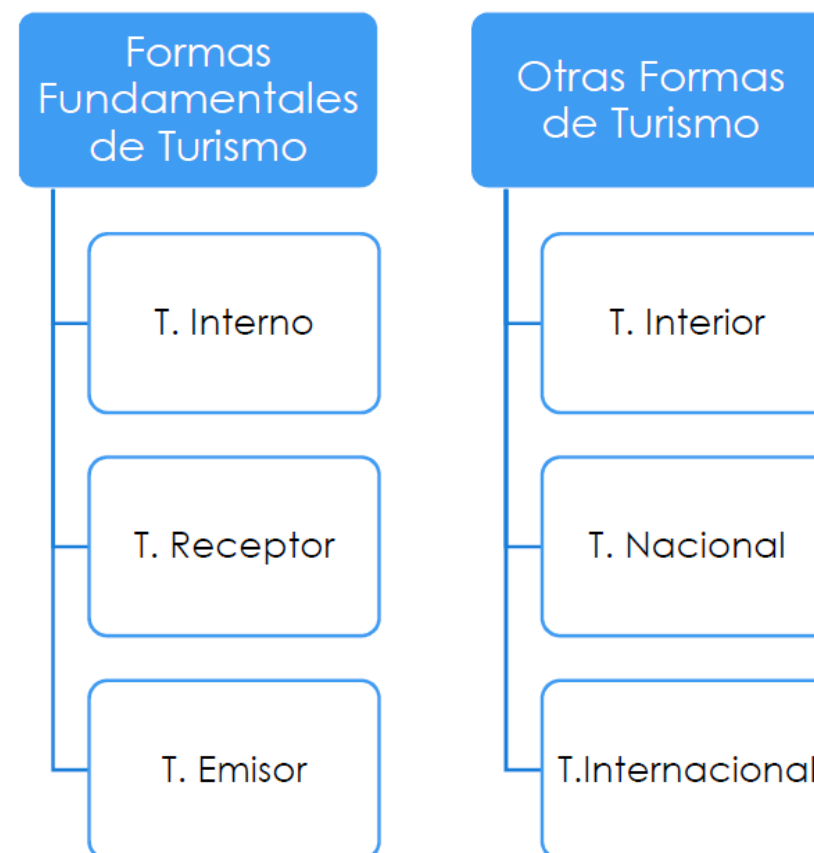 Formas
Fundamentales
de Turismo
T. Interno
T. Receptor
T. Emisor
Otras Formas
de Turismo
T. Interior
T. Nacional
T.Internacional